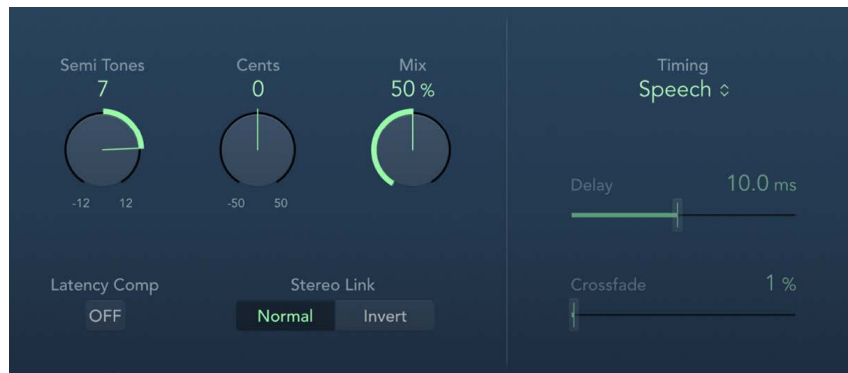 Semi Tones
7
-12 12
Cents
0
-50 50
Mix
50 %
Latency Comp
OFF
Stereo Link
Normal Invert
Timing
Speech
Delay 10.0 ms
Crossfade 1 %